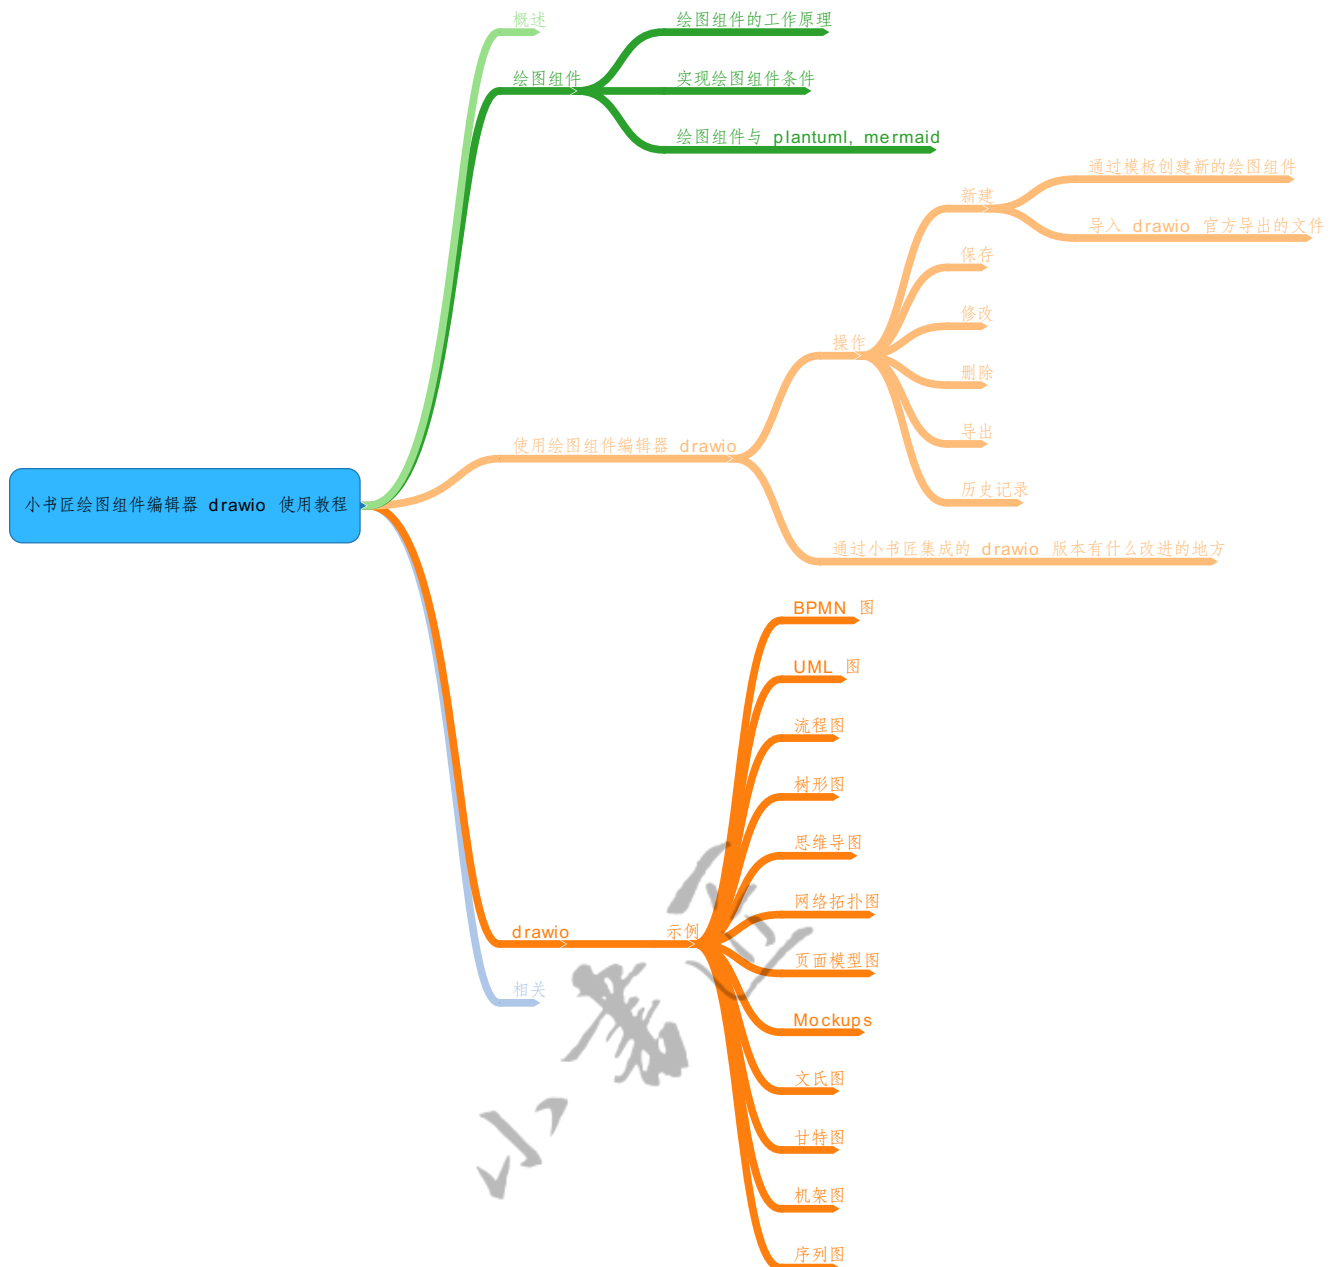 小书匠绘图组件编辑器 drawio 使用教程
概述
绘图组件
绘图组件的工作原理
实现绘图组件条件
绘图组件与 plantuml, mermaid
使用绘图组件编辑器 drawio
操作
新建
通过模板创建新的绘图组件
导入 drawio 官方导出的文件
保存
修改
删除
导出
历史记录
通过小书匠集成的 drawio 版本有什么改进的地方
drawio
示例
BPMN 图
UML 图
流程图
树形图
思维导图
网络拓扑图
页面模型图
Mockups
文氏图
甘特图
机架图
序列图
相关
小書匠